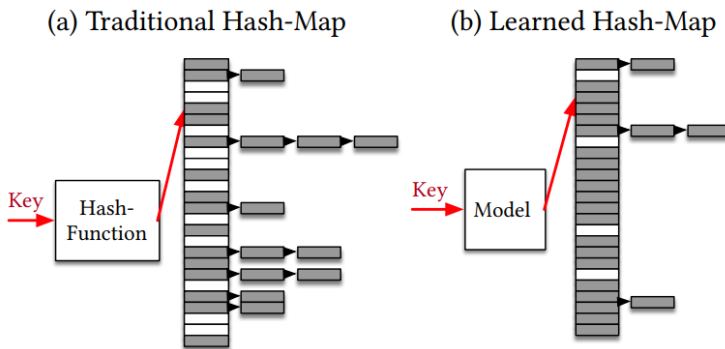 (a) Traditional Hash-Map
(b) Learned Hash-Map
Key
Hash-
Function
Key
Model